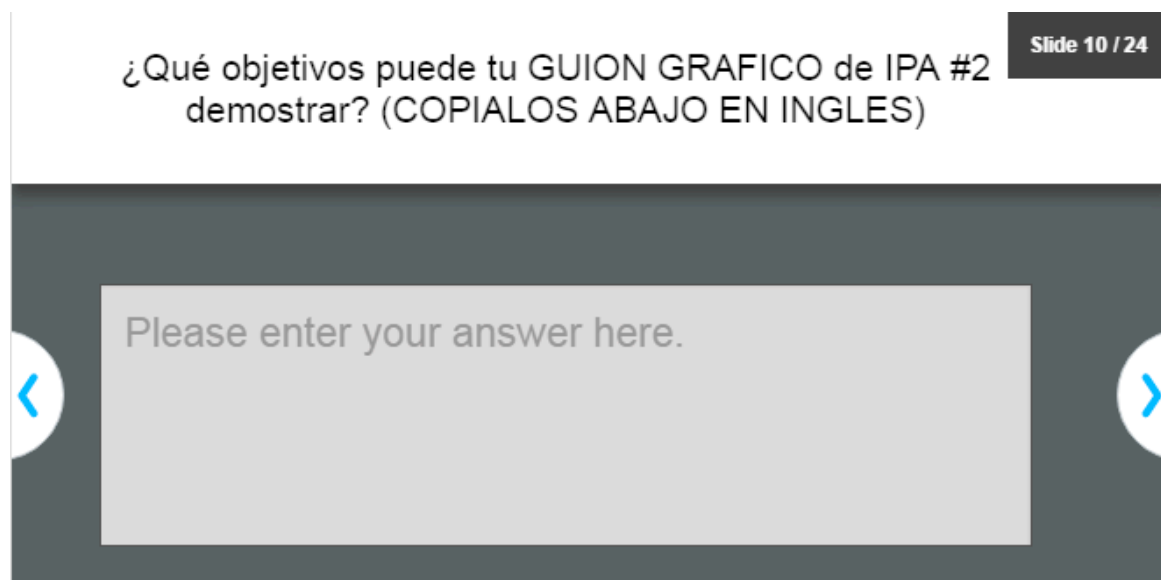 Slide 10 / 24
¿Qué objetivos puede tu GUION GRAFICO de IPA #2
demostrar? (COPIALOS ABAJO EN INGLES)
Please enter your answer here.